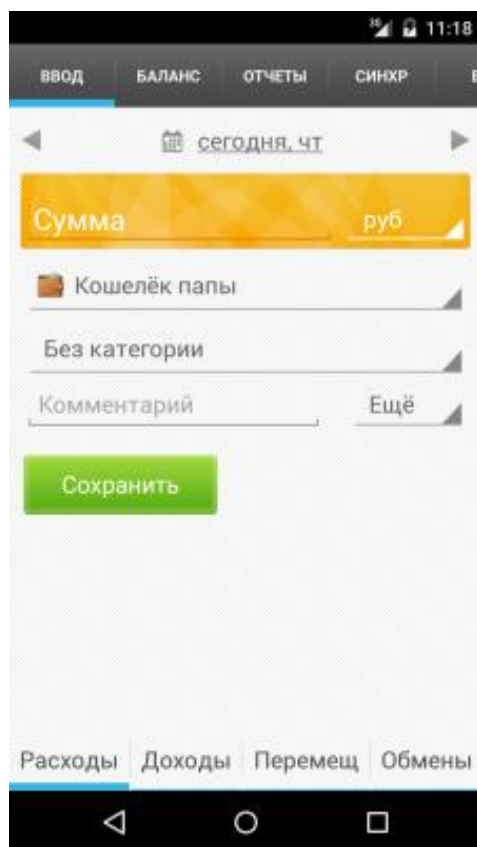 3G 11:18
ВВОД БАЛАНС ОТЧЕТЫ СИНХР
сегодня, чт
Сумма руб
Кошелёк папы
Без категории
Комментарий Ещё
Сохранить
Расходы Доходы Перемещ Обмены